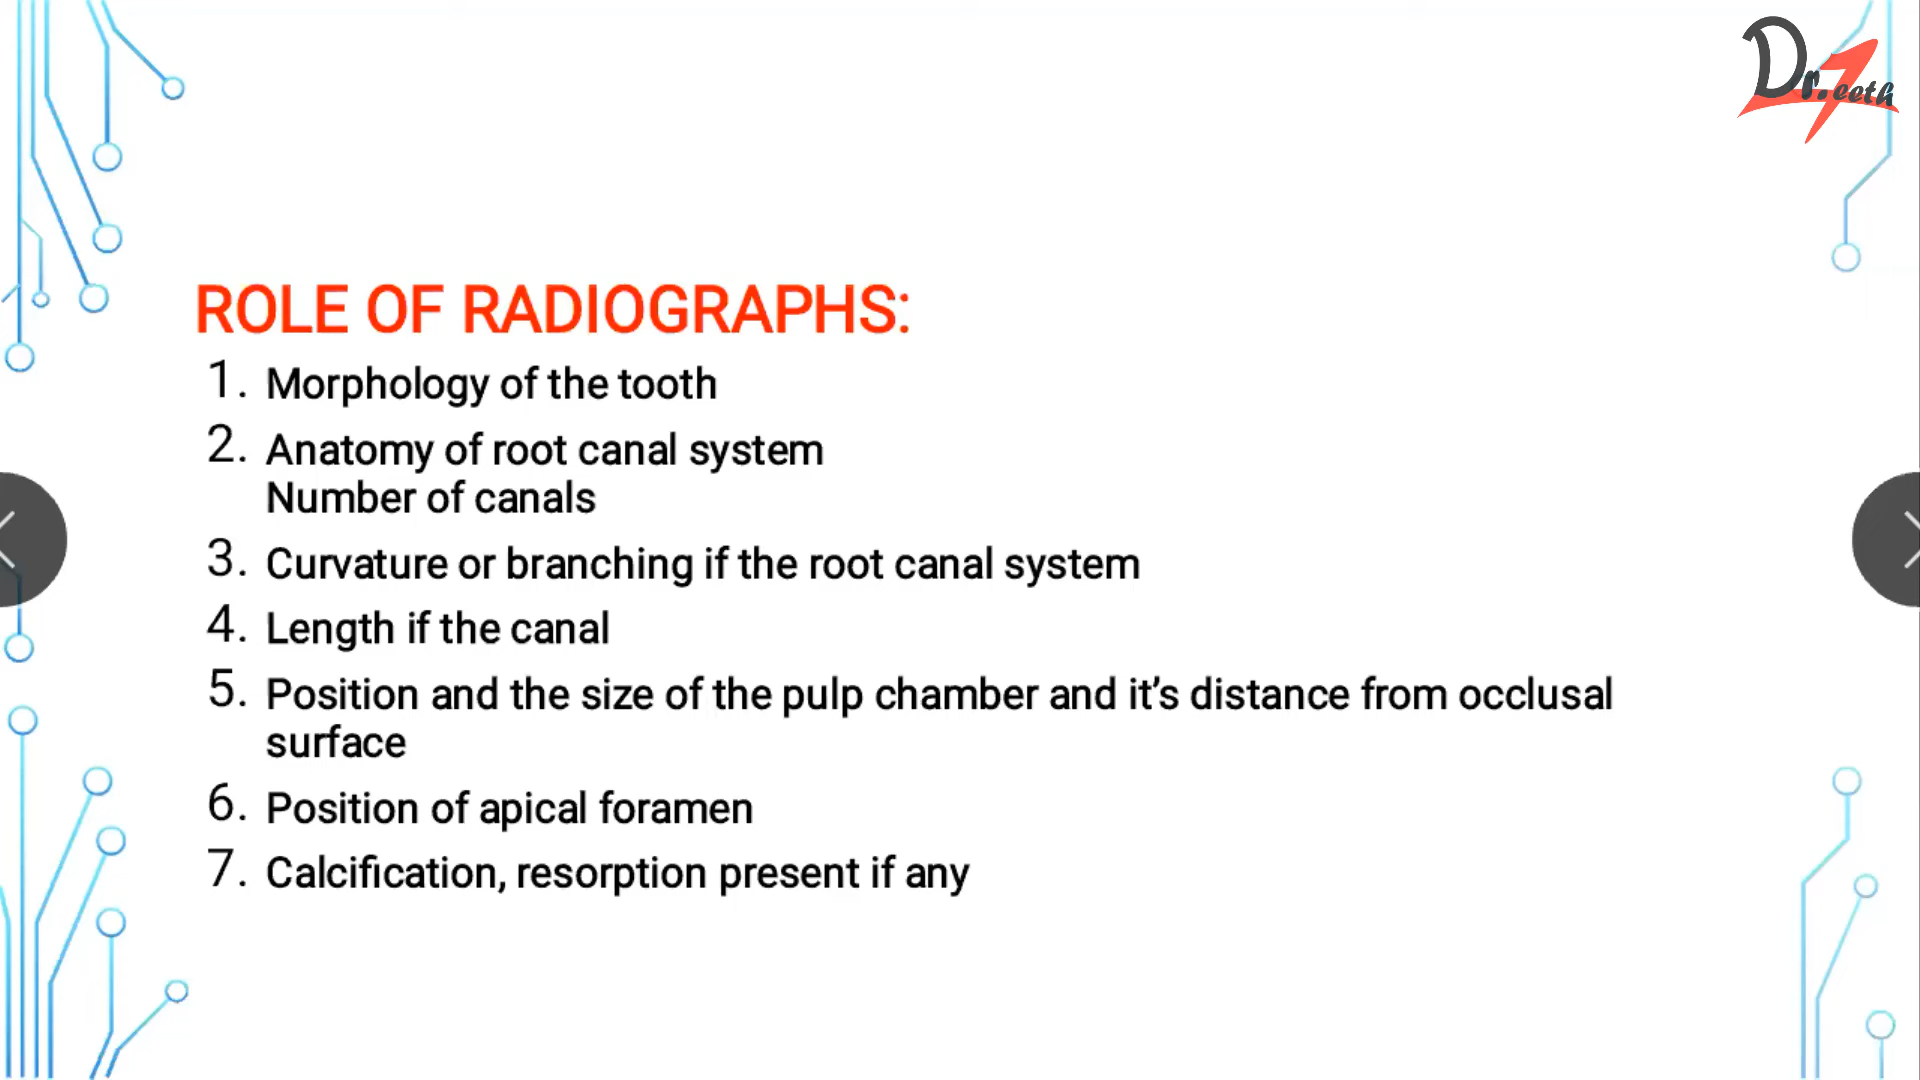 Dr.Teeth
ROLE OF RADIOGRAPHS:
1. Morphology of the tooth
2. Anatomy of root canal system
Number of canals
3. Curvature or branching if the root canal system
4. Length if the canal
5. Position and the size of the pulp chamber and it's distance from occlusal
surface
6. Position of apical foramen
7. Calcification, resorption present if any